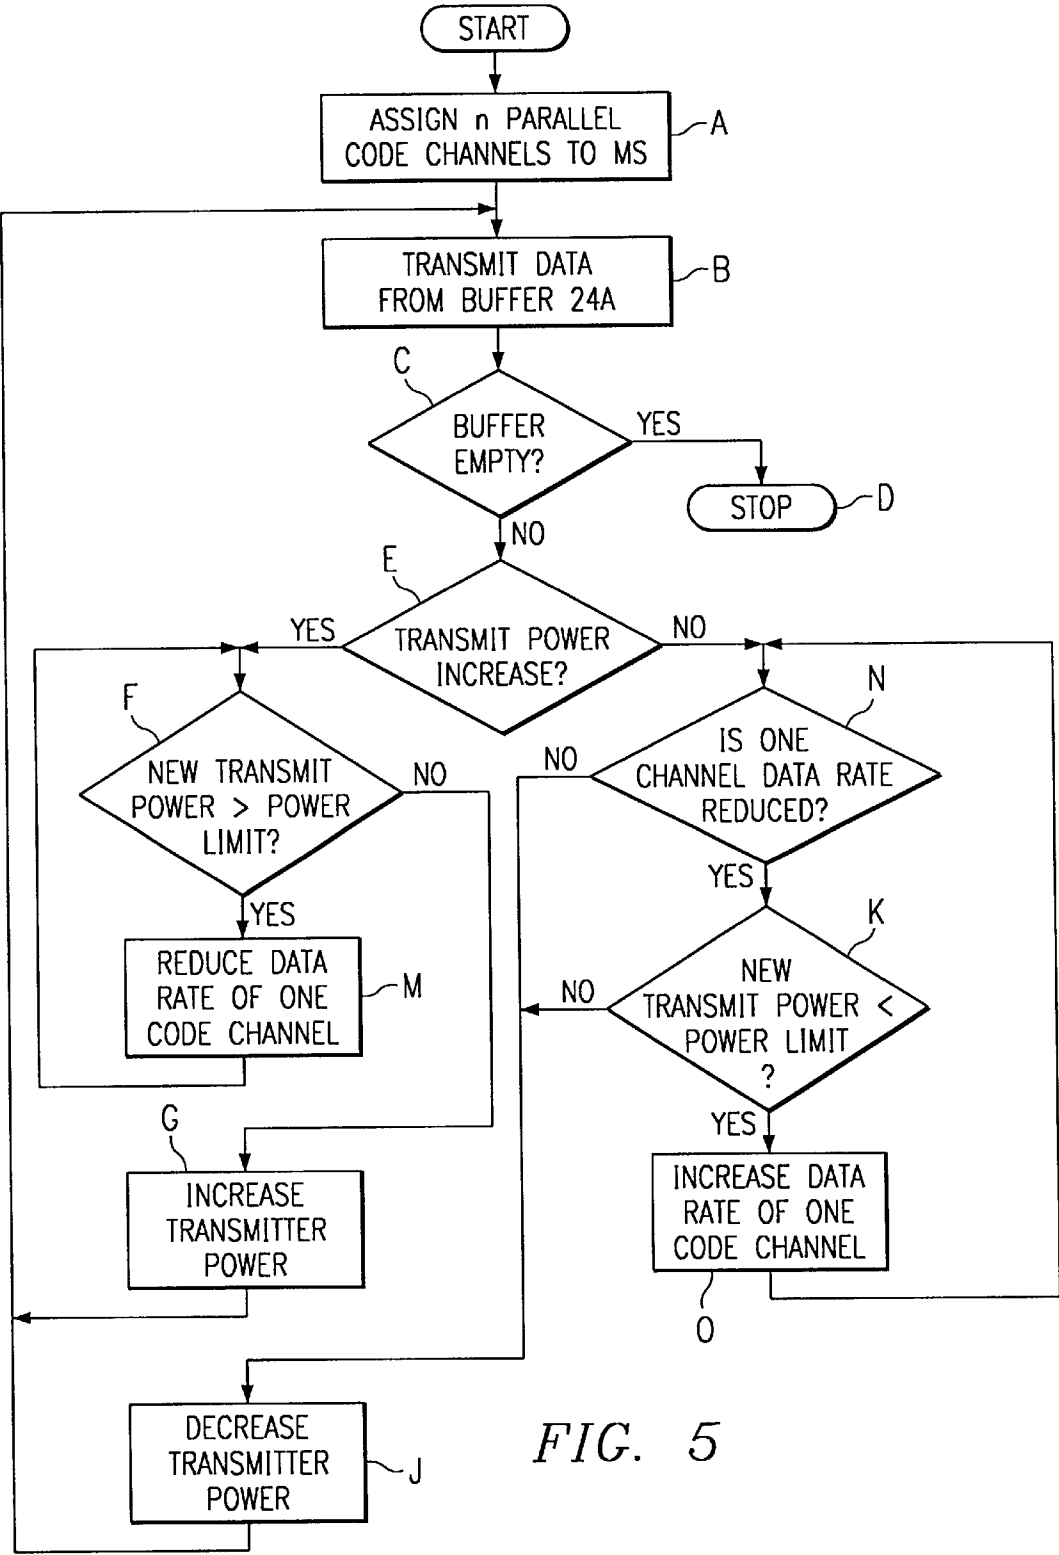 START
ASSIGN n PARALLEL
CODE CHANNELS TO MS
A
TRANSMIT DATA
FROM BUFFER 24A
B
C
BUFFER
EMPTY?
YES
STOP
D
NO
E
TRANSMIT POWER
INCREASE?
YES
NO
F
NEW TRANSMIT
POWER > POWER
LIMIT?
NO
YES
N
IS ONE
CHANNEL DATA RATE
REDUCED?
NO
YES
REDUCE DATA
RATE OF ONE
CODE CHANNEL
M
K
NEW
TRANSMIT POWER <
POWER LIMIT
?
NO
YES
G
INCREASE
TRANSMITTER
POWER
INCREASE DATA
RATE OF ONE
CODE CHANNEL
O
DECREASE
TRANSMITTER
POWER
J
FIG. 5